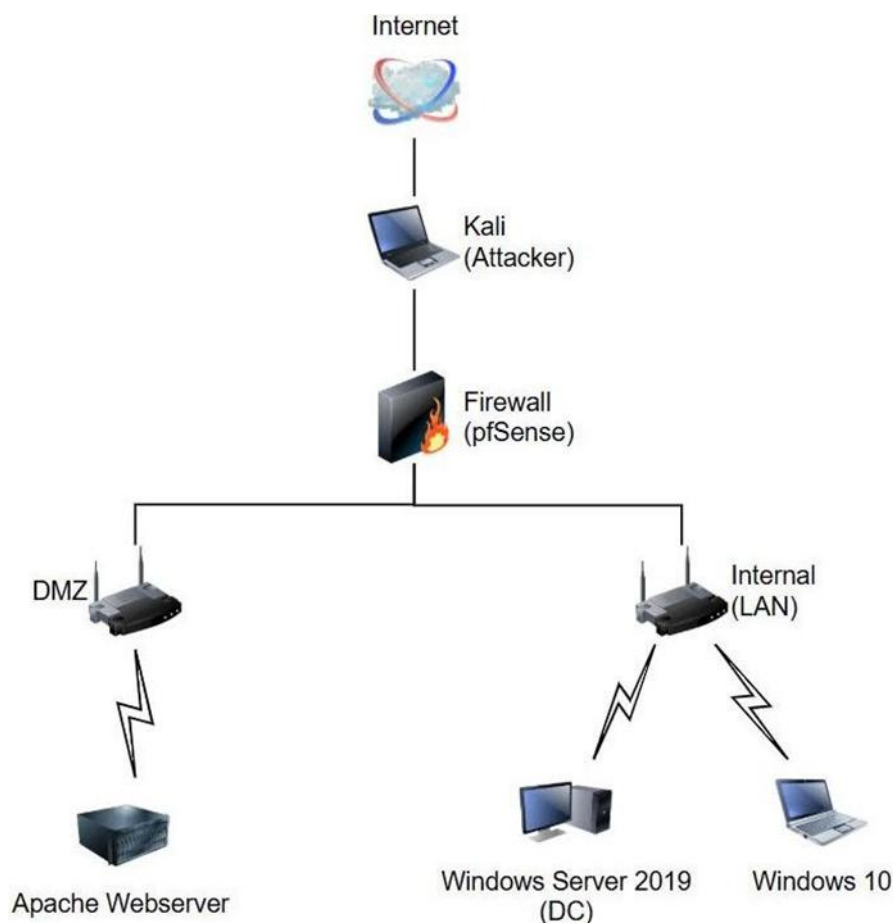 Internet
Kali
(Attacker)
Firewall
(pfSense)
DMZ
Internal
(LAN)
Apache Webserver
Windows Server 2019
(DC)
Windows 10